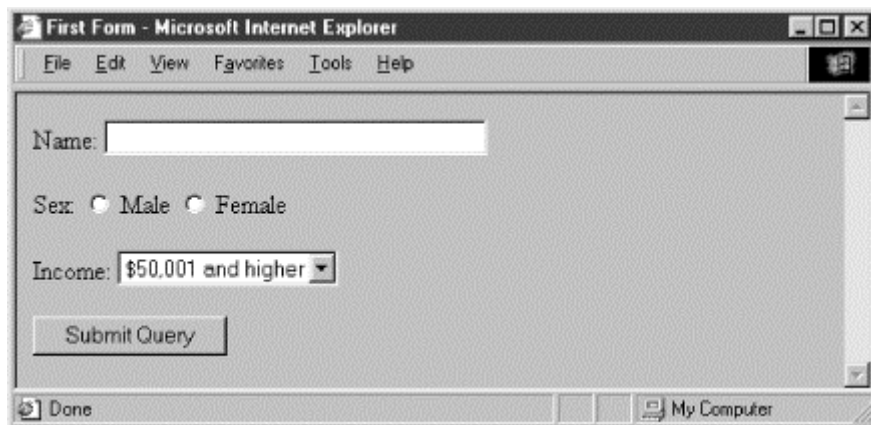 First Form - Microsoft Internet Explorer
File Edit View Favorites Tools Help
Name:
Sex: Male Female
Income: $50,001 and higher
Submit Query
Done My Computer